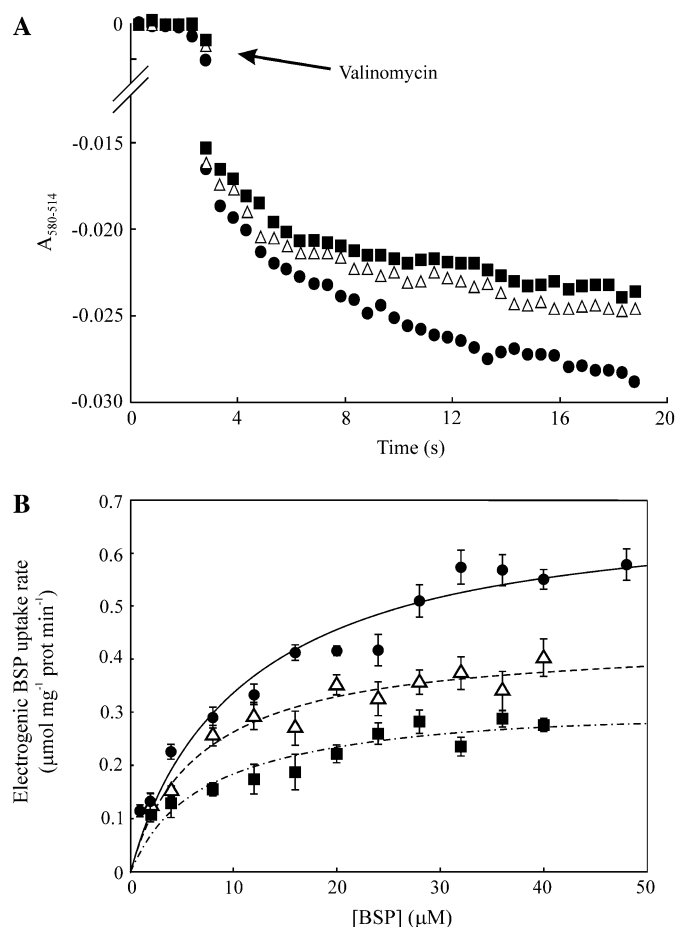 A
0
Valinomycin
-0.015
-0.020
-0.025
-0.030
A580-514
0 4 8 12 16 20
Time (s)
B
0.7
0.6
0.5
0.4
0.3
0.2
0.1
0
Electrogenic BSP uptake rate
(µmol mg-1 prot min-1)
0 10 20 30 40 50
[BSP] (µM)